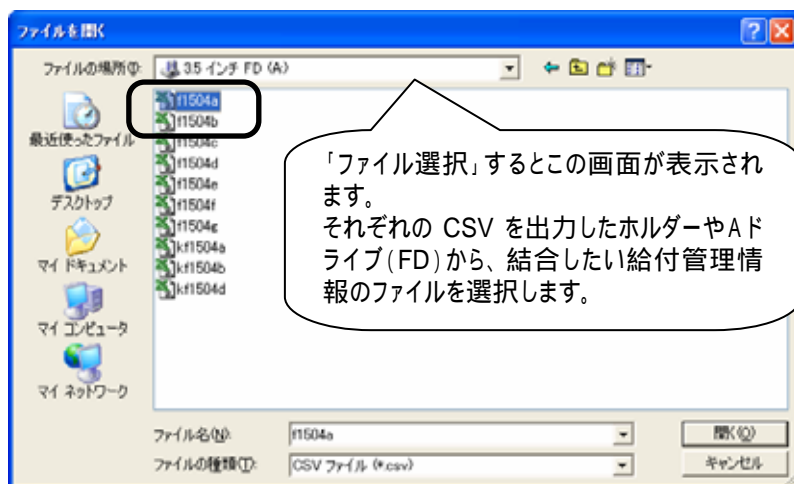 ファイルを開く
ファイルの場所(I):
3.5 インチ FD (A:)
最近使ったファイル
デスクトップ
マイ ドキュメント
マイ コンピュータ
マイ ネットワーク
f1504a
f1504b
f1504c
f1504d
f1504e
f1504f
f1504g
kf1504a
kf1504b
kf1504d
「ファイル選択」するとこの画面が表示され
ます。
それぞれの CSV を出力したホルダーやAド
ライブ(FD)から、結合したい給付管理情
報のファイルを選択します。
ファイル名(N):
f1504a
開く(O)
ファイルの種類(T):
CSV ファイル (*.csv)
キャンセル